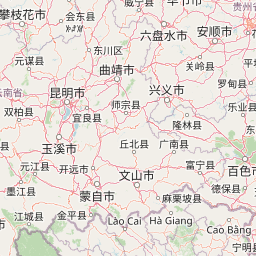 威宁县
贵州省
攀枝花市
六盘水市
安顺市
东川区
元谋县
关岭县
曲靖市
罗甸县
昆明市
兴义市
师宗县
乐业县
双柏县
宜良县
隆林县
玉溪市
丘北县
广南县
元江县
开远市
富宁县
百色市
墨江县
蒙自市
文山市
德保县
麻栗坡县
江城县
金平县
Lào Cai
Hà Giang
Cao Bằng
宁明县